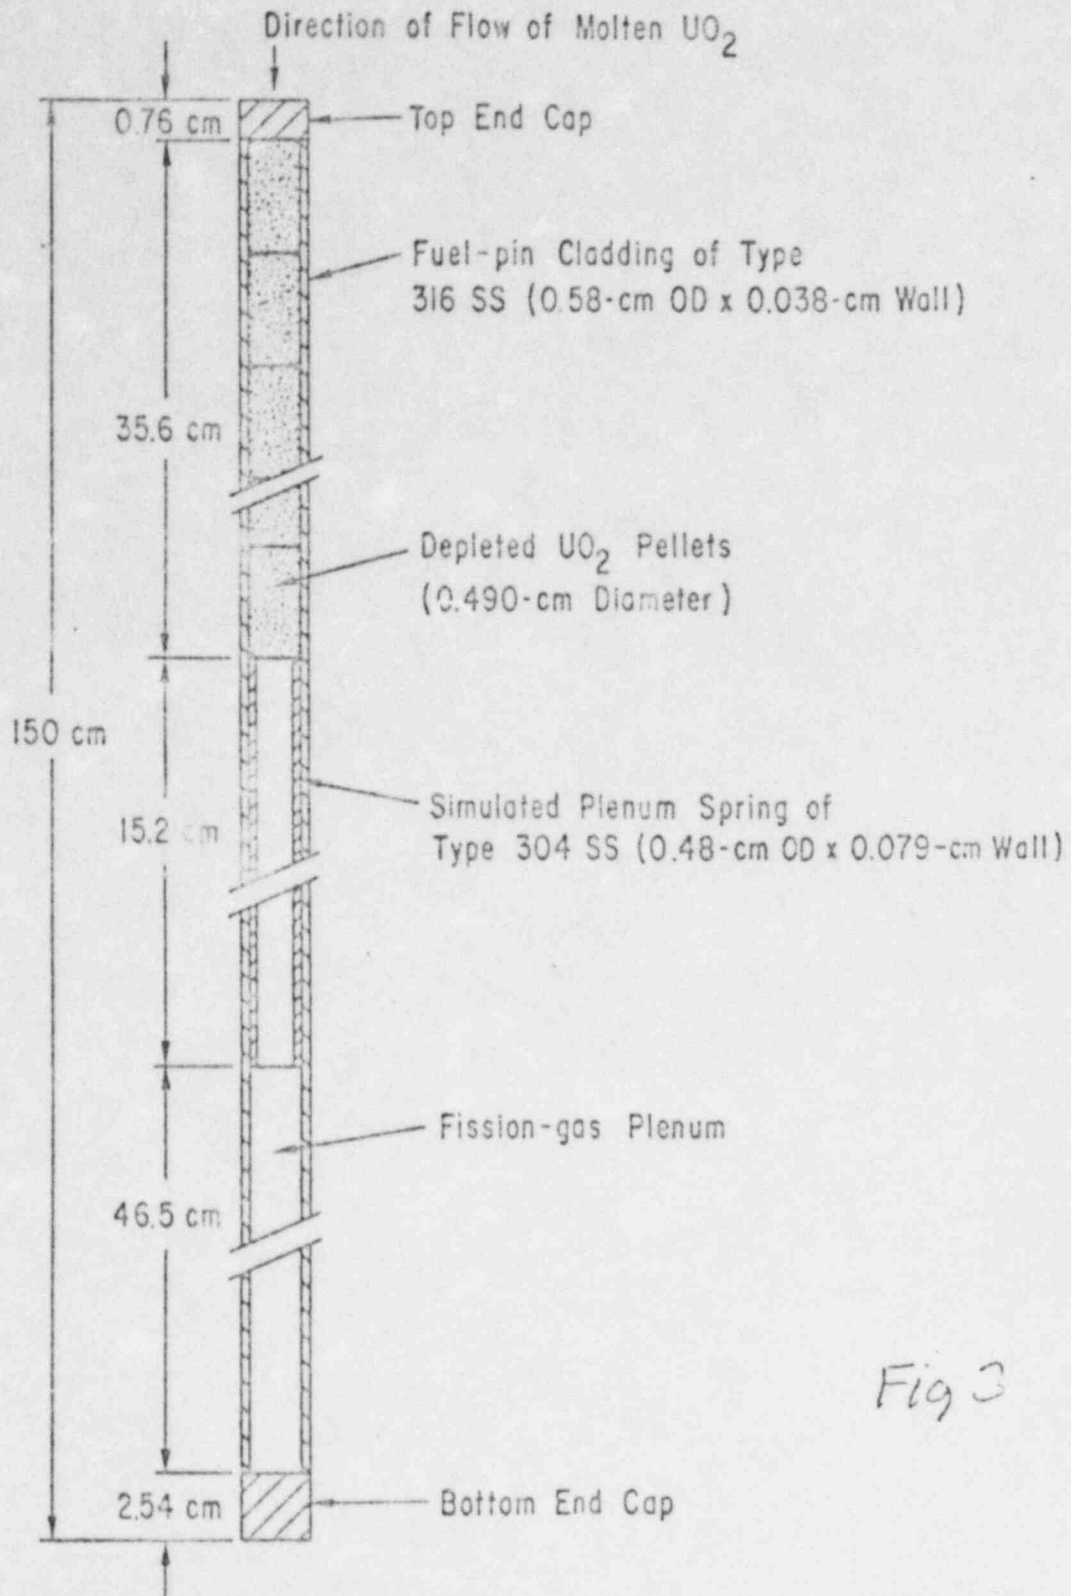 Direction of Flow of Molten UO2
0.76 cm
Top End Cap
Fuel-pin Cladding of Type
316 SS (0.58-cm OD x 0.038-cm Wall)
35.6 cm
Depleted UO2 Pellets
(0.490-cm Diameter)
150 cm
15.2 cm
Simulated Plenum Spring of
Type 304 SS (0.48-cm OD x 0.079-cm Wall)
Fission-gas Plenum
46.5 cm
Fig 3
2.54 cm
Bottom End Cap